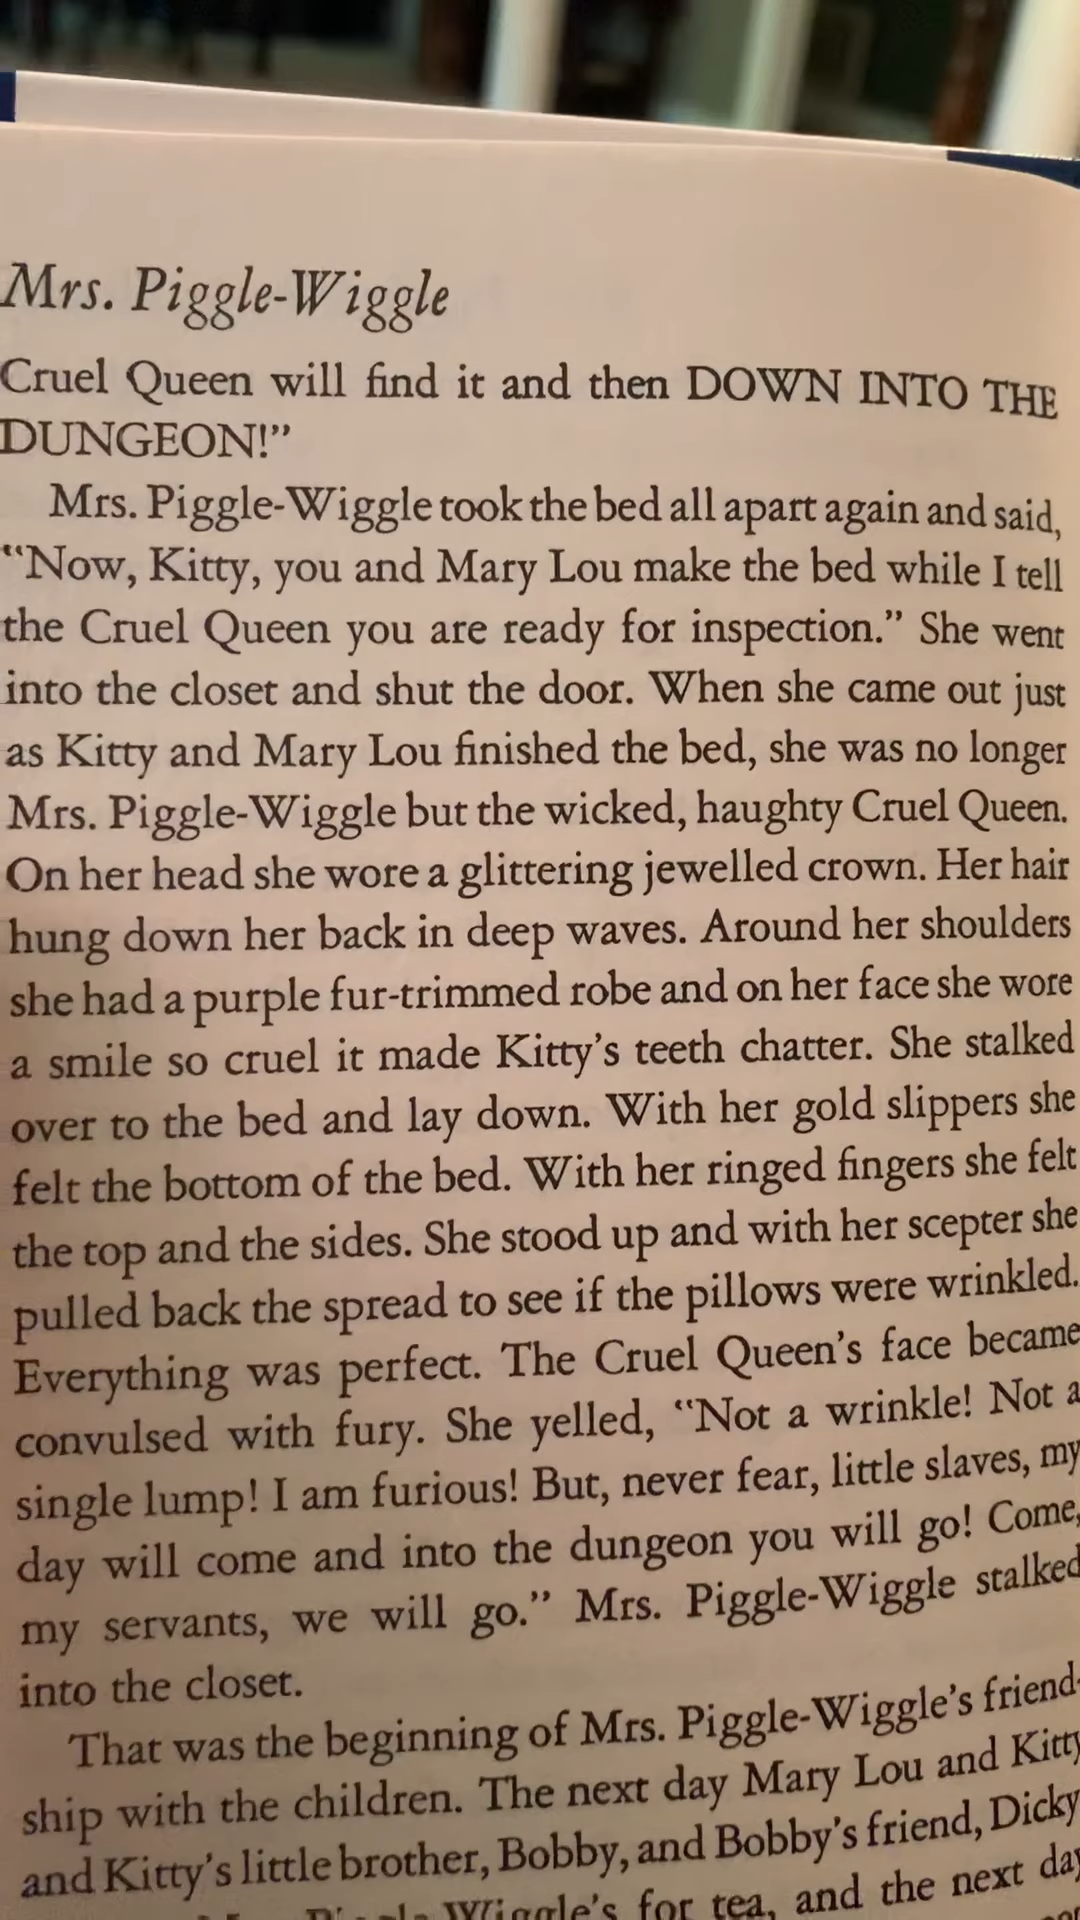 Mrs. Piggle-Wiggle
Cruel Queen will find it and then DOWN INTO THE
DUNGEON!”
Mrs. Piggle-Wiggle took the bed all apart again and said,
“Now, Kitty, you and Mary Lou make the bed while I tell
the Cruel Queen you are ready for inspection.” She went
into the closet and shut the door. When she came out just
as Kitty and Mary Lou finished the bed, she was no longer
Mrs. Piggle-Wiggle but the wicked, haughty Cruel Queen.
On her head she wore a glittering jewelled crown. Her hair
hung down her back in deep waves. Around her shoulders
she had a purple fur-trimmed robe and on her face she wore
a smile so cruel it made Kitty’s teeth chatter. She stalked
over to the bed and lay down. With her gold slippers she
felt the bottom of the bed. With her ringed fingers she felt
the top and the sides. She stood up and with her scepter she
pulled back the spread to see if the pillows were wrinkled.
Everything was perfect. The Cruel Queen’s face became
convulsed with fury. She yelled, “Not a wrinkle! Not a
single lump! I am furious! But, never fear, little slaves, my
day will come and into the dungeon you will go! Come,
my servants, we will go.” Mrs. Piggle-Wiggle stalked
into the closet.
That was the beginning of Mrs. Piggle-Wiggle’s friend-
ship with the children. The next day Mary Lou and Kitty
and Kitty’s little brother, Bobby, and Bobby’s friend, Dicky
Wiggle’s for tea, and the next day